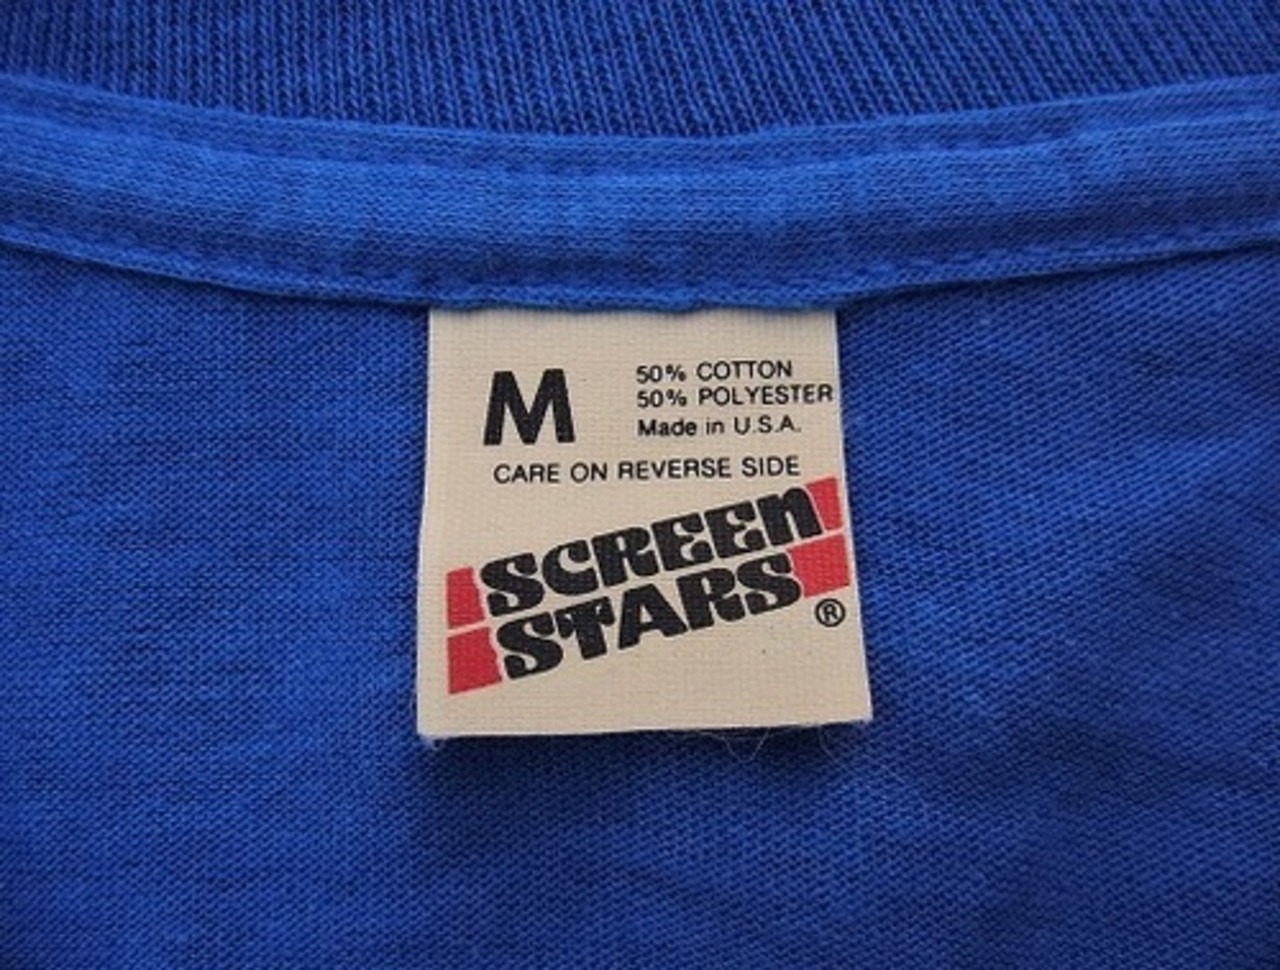 M
50% COTTON
50% POLYESTER
Made in U.S.A.
CARE ON REVERSE SIDE
SCREEN
STARS
®